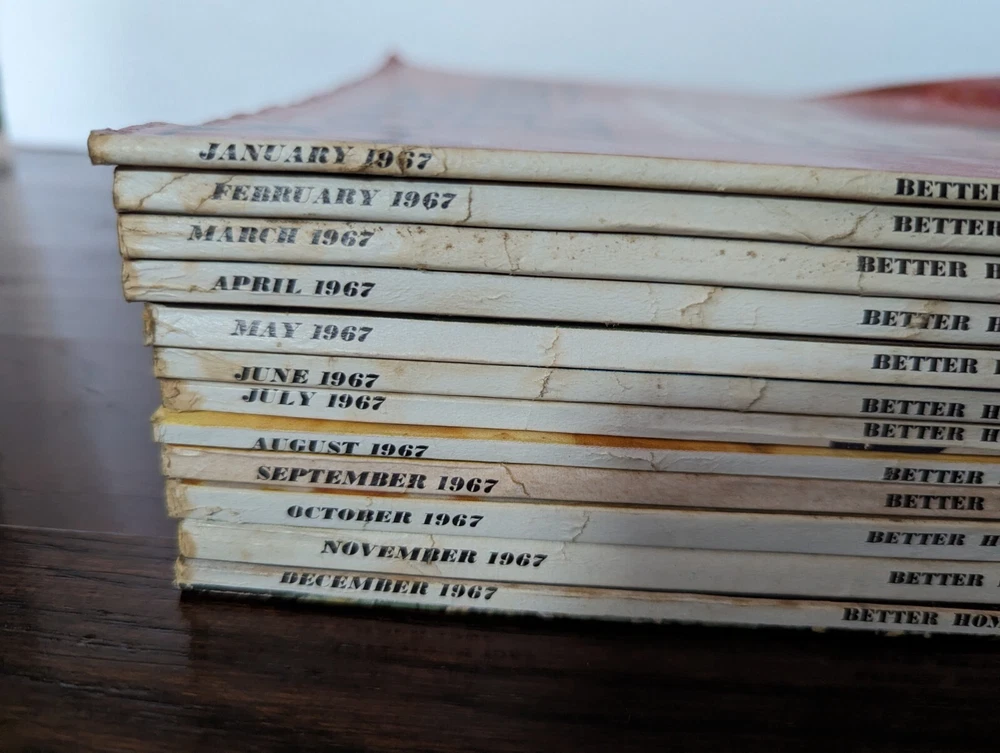 JANUARY 1967 BETTER
FEBRUARY 1967 BETTER
MARCH 1967 BETTER H
APRIL 1967 BETTER H
MAY 1967 BETTER
JUNE 1967 BETTER H
JULY 1967 BETTER H
AUGUST 1967 BETTER
SEPTEMBER 1967 BETTER
OCTOBER 1967 BETTER H
NOVEMBER 1967 BETTER
DECEMBER 1967 BETTER HOM